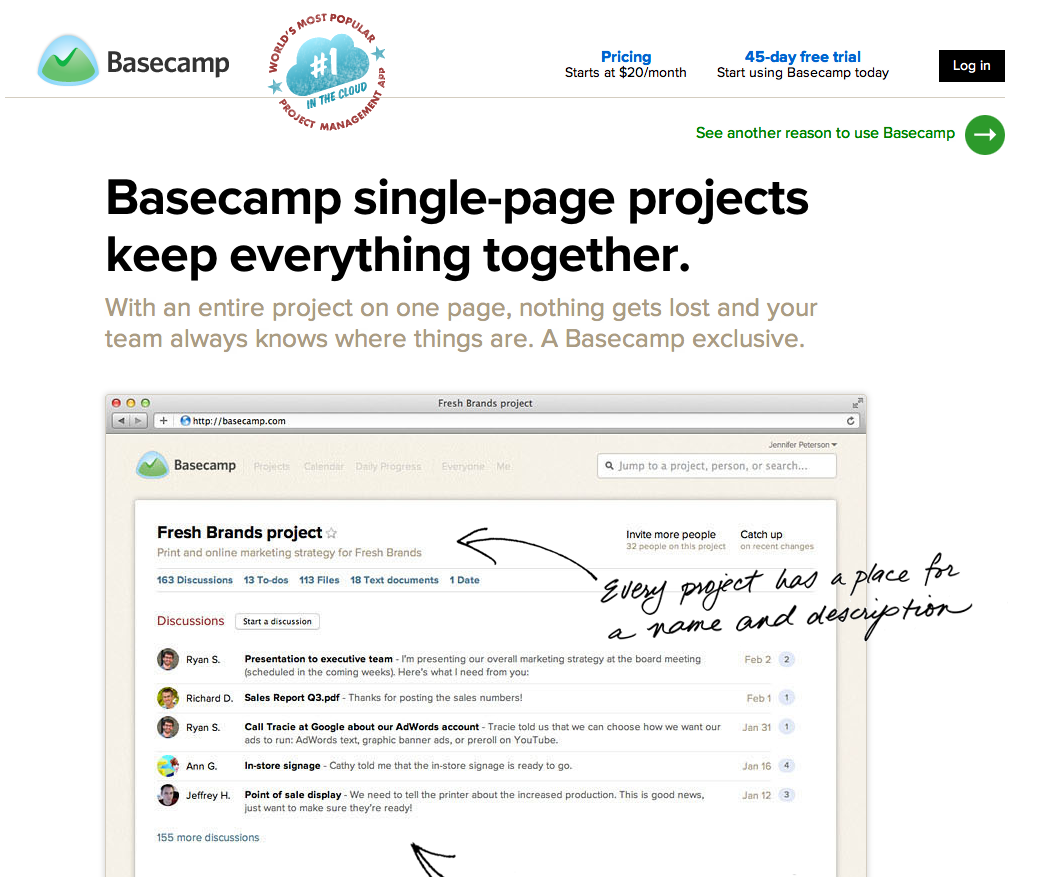 Basecamp
WORLD'S MOST POPULAR
#1
IN THE CLOUD
PROJECT MANAGEMENT APP
Pricing
Starts at $20/month
45-day free trial
Start using Basecamp today
Log in
See another reason to use Basecamp
Basecamp single-page projects
keep everything together.
With an entire project on one page, nothing gets lost and your
team always knows where things are. A Basecamp exclusive.
Fresh Brands project
http://basecamp.com
Jennifer Peterson
Basecamp Projects Calendar Daily Progress Everyone Me
Jump to a project, person, or search...
Fresh Brands project
Print and online marketing strategy for Fresh Brands
Invite more people
32 people on this project
Catch up
on recent changes
163 Discussions 13 To-dos 113 Files 18 Text documents 1 Date
Every project has a place for
a name and description
Discussions Start a discussion
Ryan S. Presentation to executive team - I'm presenting our overall marketing strategy at the board meeting Feb 2 2
(scheduled in the coming weeks). Here's what I need from you:
Richard D. Sales Report Q3.pdf - Thanks for posting the sales numbers! Feb 1 1
Ryan S. Call Tracie at Google about our AdWords account - Tracie told us that we can choose how we want our Jan 31 1
ads to run: AdWords text, graphic banner ads, or preroll on YouTube.
Ann G. In-store signage - Cathy told me that the in-store signage is ready to go. Jan 16 4
Jeffrey H. Point of sale display - We need to tell the printer about the increased production. This is good news, Jan 12 3
just want to make sure they're ready!
155 more discussions